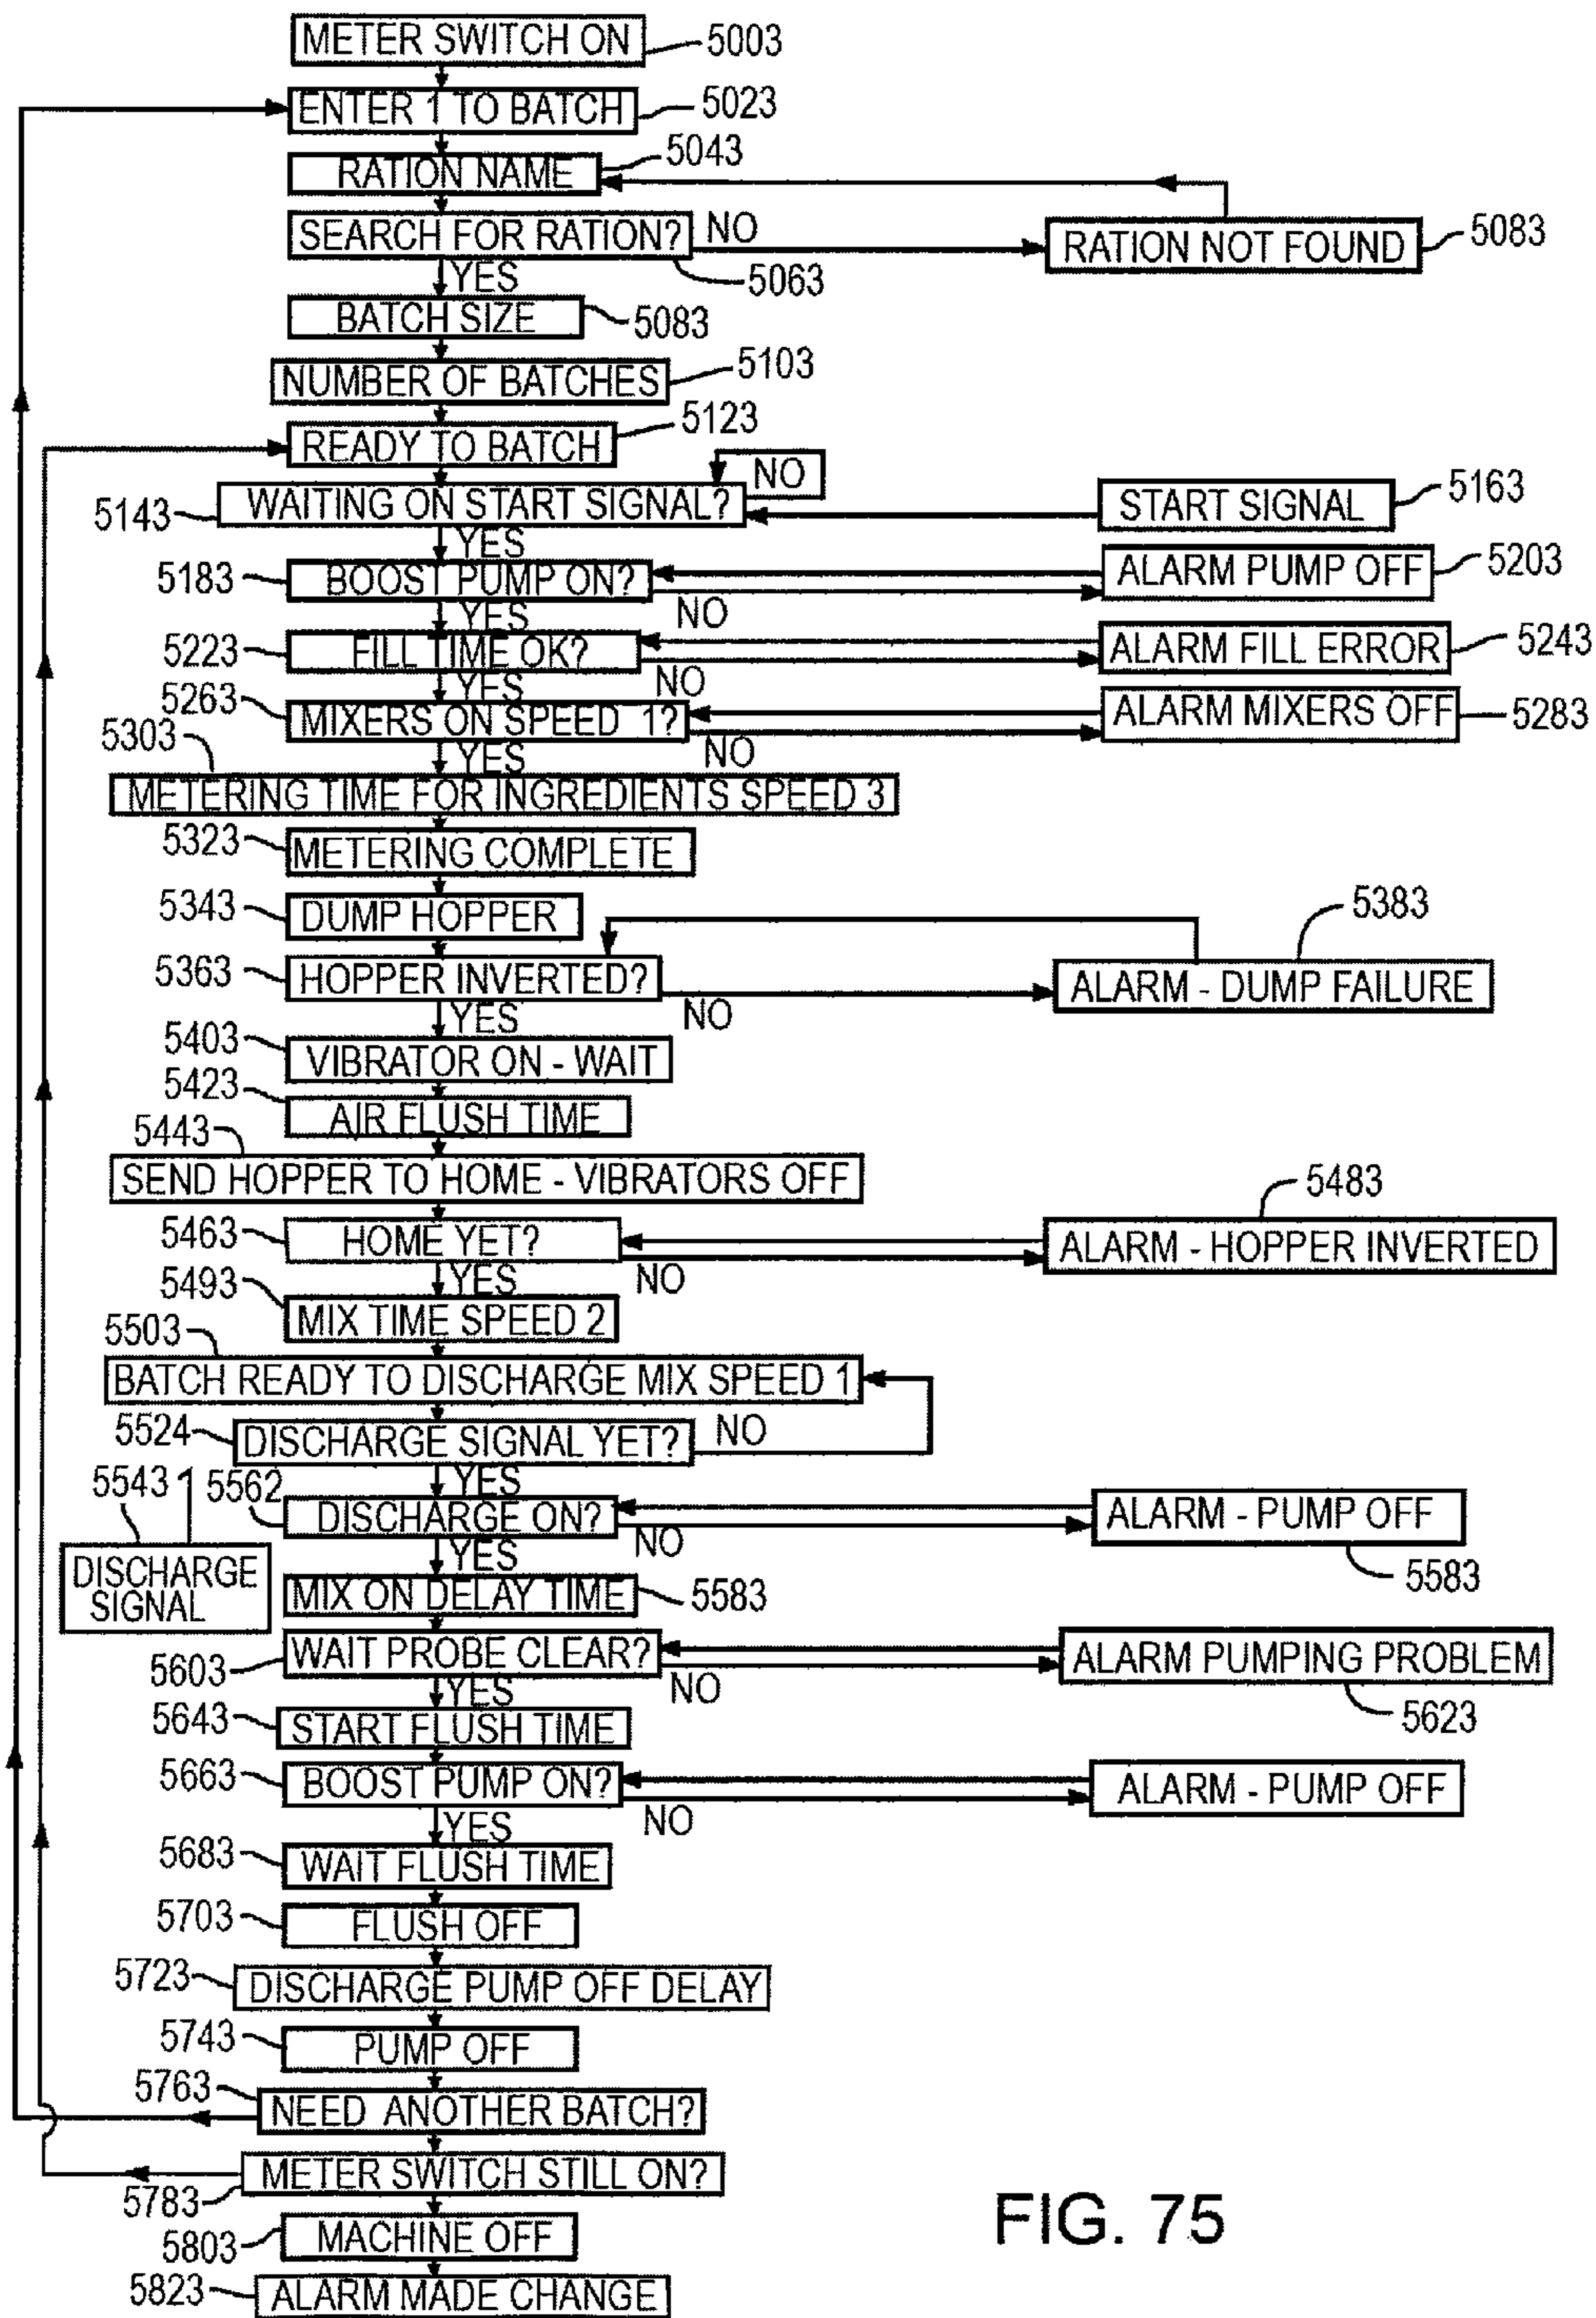 METER SWITCH ON 5003
ENTER 1 TO BATCH 5023
RATION NAME 5043
SEARCH FOR RATION? NO
5063
YES
RATION NOT FOUND 5083
BATCH SIZE 5083
NUMBER OF BATCHES 5103
READY TO BATCH 5123
5143 WAITING ON START SIGNAL? NO
START SIGNAL 5163
YES
5183 BOOST PUMP ON? NO
ALARM PUMP OFF 5203
YES
5223 FILL TIME OK? NO
ALARM FILL ERROR 5243
YES
5263 MIXERS ON SPEED 1? NO
ALARM MIXERS OFF 5283
YES
5303
METERING TIME FOR INGREDIENTS SPEED 3
5323 METERING COMPLETE
5343 DUMP HOPPER
5363 HOPPER INVERTED? NO
5383
ALARM - DUMP FAILURE
YES
5403 VIBRATOR ON - WAIT
5423 AIR FLUSH TIME
5443
SEND HOPPER TO HOME - VIBRATORS OFF
5463 HOME YET? NO
5483
ALARM - HOPPER INVERTED
YES
5493 MIX TIME SPEED 2
5503
BATCH READY TO DISCHARGE MIX SPEED 1
5524 DISCHARGE SIGNAL YET? NO
YES
5543
DISCHARGE
SIGNAL
5562 DISCHARGE ON? NO
ALARM - PUMP OFF
5583
YES
MIX ON DELAY TIME 5583
5603 WAIT PROBE CLEAR? NO
ALARM PUMPING PROBLEM
5623
YES
5643 START FLUSH TIME
5663 BOOST PUMP ON? NO
ALARM - PUMP OFF
YES
5683 WAIT FLUSH TIME
5703 FLUSH OFF
5723 DISCHARGE PUMP OFF DELAY
5743 PUMP OFF
5763 NEED ANOTHER BATCH?
5783 METER SWITCH STILL ON?
5803 MACHINE OFF
5823 ALARM MADE CHANGE
FIG. 75